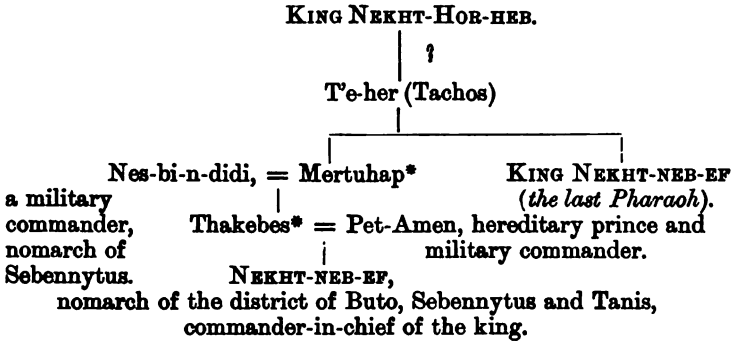 KING NEKHT-HOR-HEB.
?
T'e-her (Tachos)
Nes-bi-n-didi, = Mertuhap* KING NEKHT-NEB-EF
a military (the last Pharaoh).
commander, Thakebes* = Pet-Amen, hereditary prince and
nomarch of military commander.
Sebennytus. NEKHT-NEB-EF,
nomarch of the district of Buto, Sebennytus and Tanis,
commander-in-chief of the king.